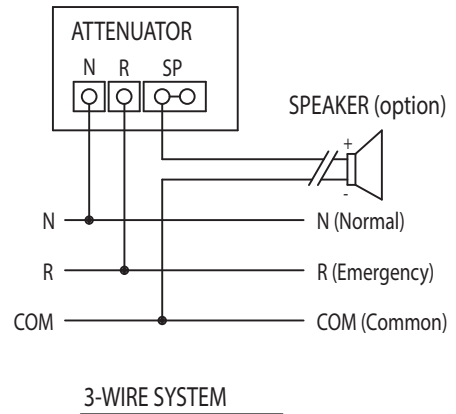 ATTENUATOR
N R SP
SPEAKER (option)
+
-
N N (Normal)
R R (Emergency)
COM COM (Common)
3-WIRE SYSTEM